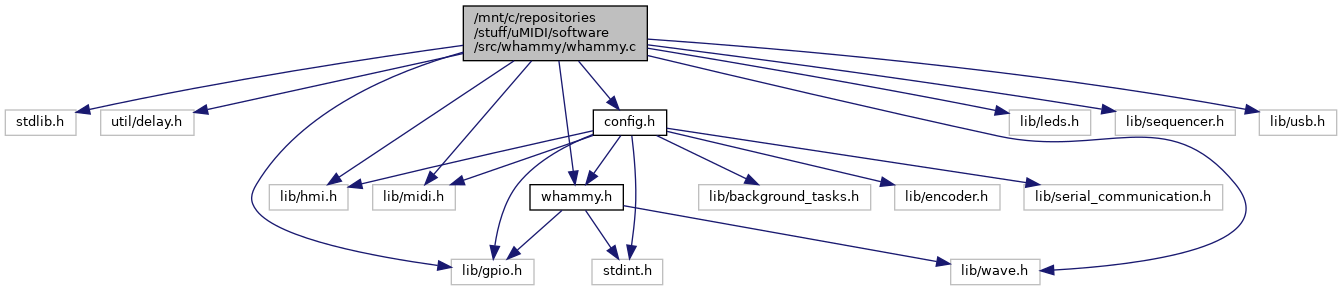 /mnt/c/repositories
/stuff/uMIDI/software
/src/whammy/whammy.c
stdlib.h
util/delay.h
config.h
lib/leds.h
lib/sequencer.h
lib/usb.h
lib/hmi.h
lib/midi.h
whammy.h
lib/background_tasks.h
lib/encoder.h
lib/serial_communication.h
lib/gpio.h
stdint.h
lib/wave.h